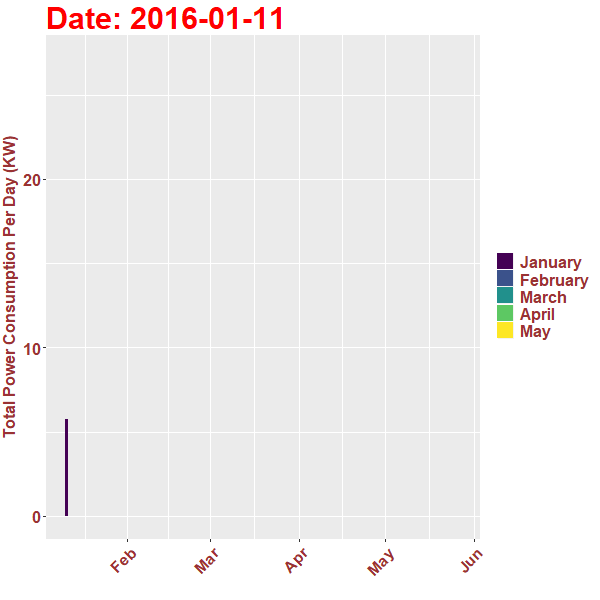 Date: 2016-01-11
Total Power Consumption Per Day (KW)
20
10
0
Feb
Mar
Apr
May
Jun
January
February
March
April
May